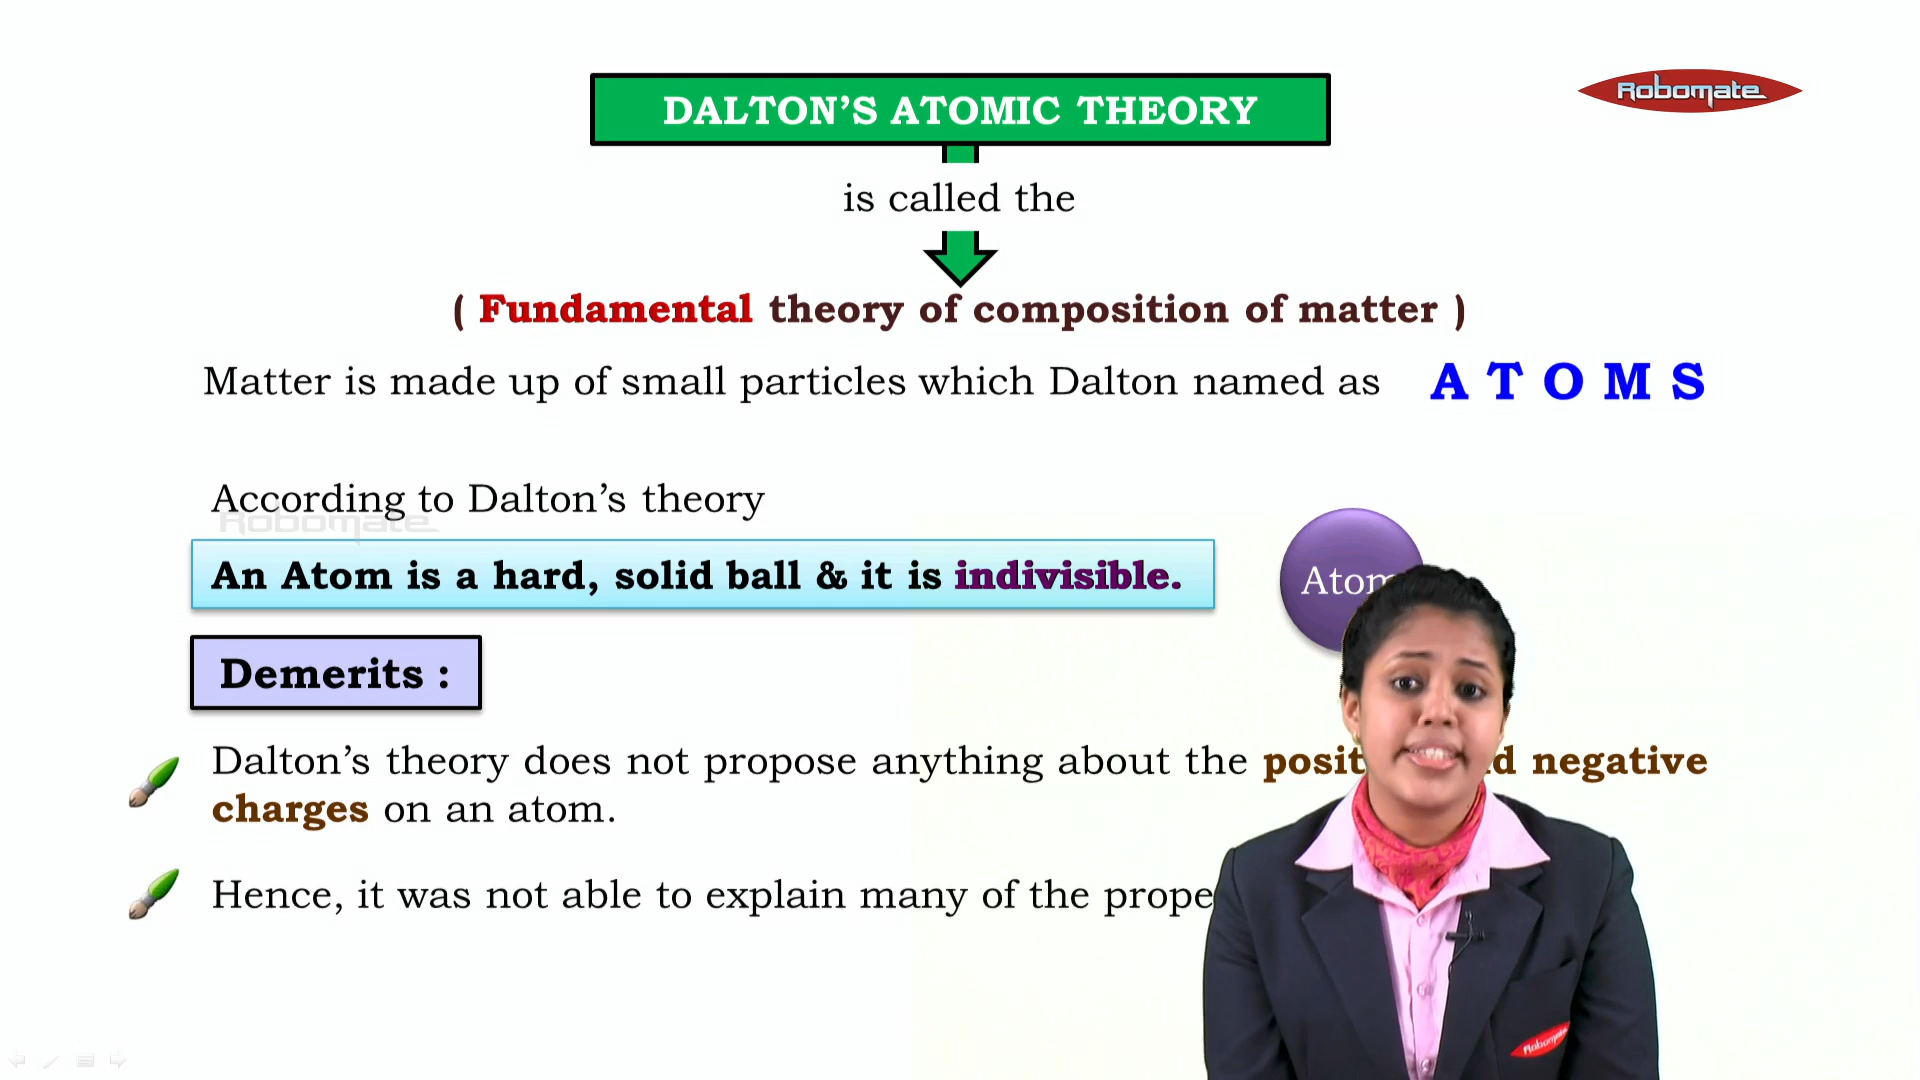 DALTON’S ATOMIC THEORY
Robomate
is called the
( Fundamental theory of composition of matter )
Matter is made up of small particles which Dalton named as A T O M S
According to Dalton’s theory
Robomate
An Atom is a hard, solid ball & it is indivisible.
Atom
Demerits :
Dalton’s theory does not propose anything about the negative
charges on an atom.
Hence, it was not able to explain many of the
Robomate